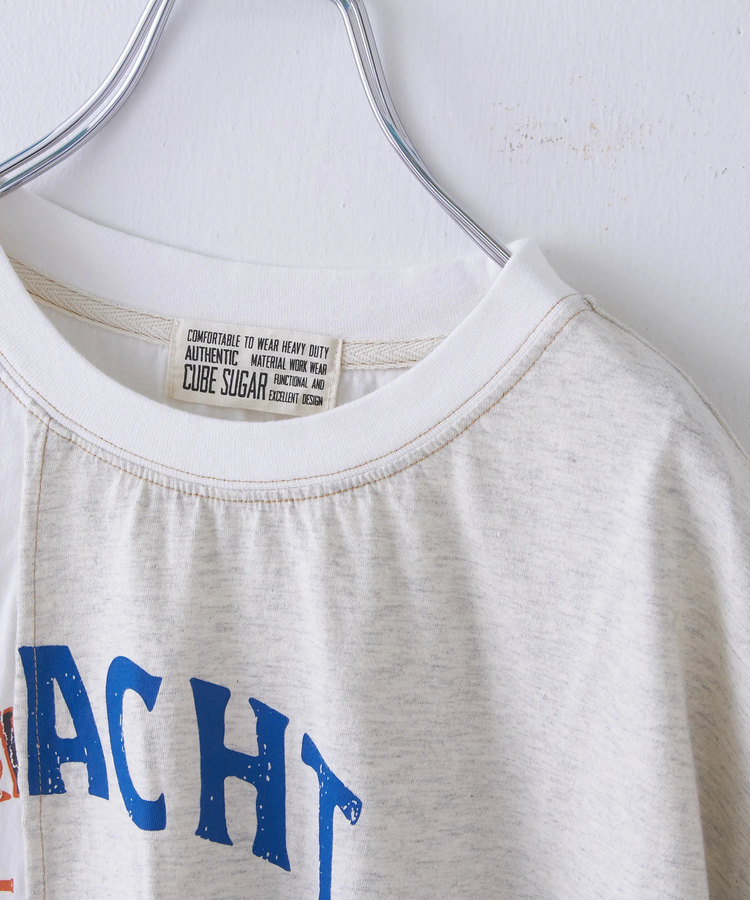 COMFORTABLE TO WEAR HEAVY DUTY
AUTHENTIC MATERIAL WORK WEAR
CUBE SUGAR FUNCTIONAL AND
EXCELLENT DESIGN
ACHT